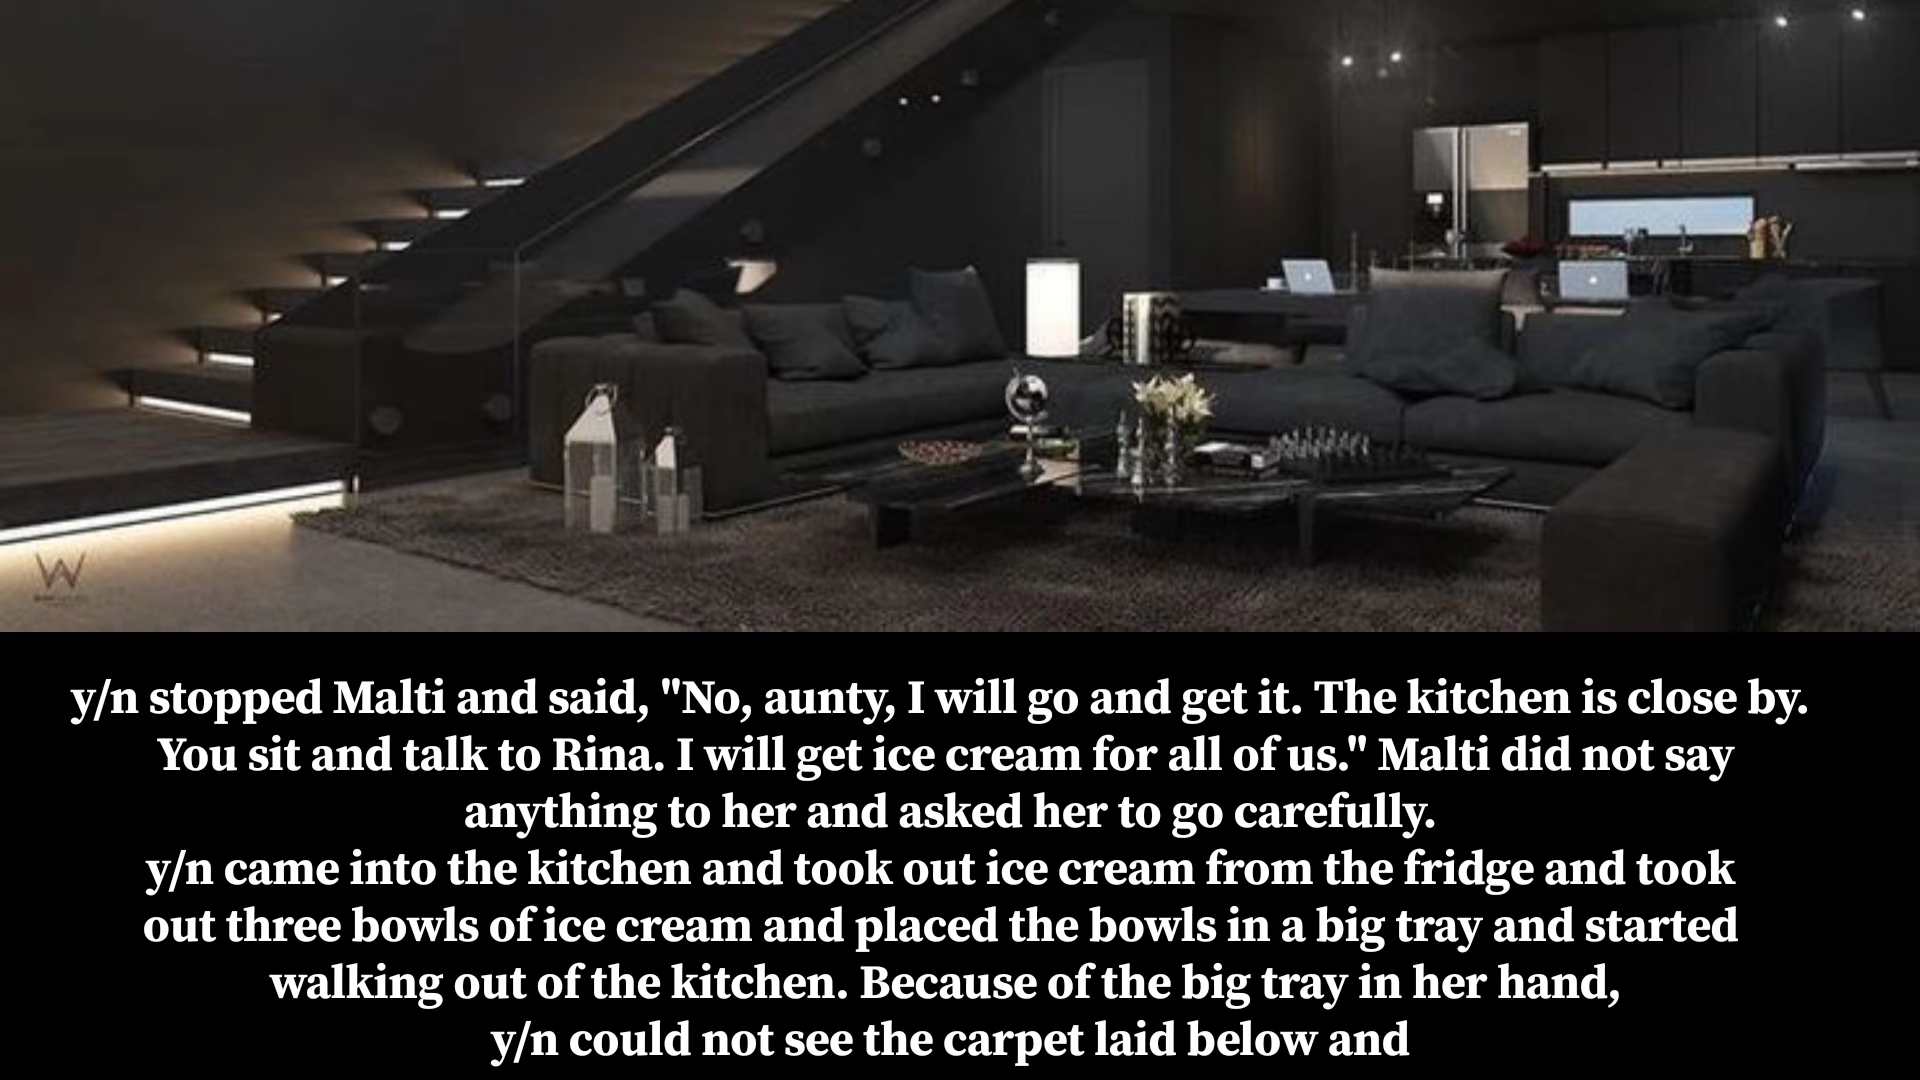 y/n stopped Malti and said, "No, aunty, I will go and get it. The kitchen is close by.
You sit and talk to Rina. I will get ice cream for all of us." Malti did not say
anything to her and asked her to go carefully.
y/n came into the kitchen and took out ice cream from the fridge and took
out three bowls of ice cream and placed the bowls in a big tray and started
walking out of the kitchen. Because of the big tray in her hand,
y/n could not see the carpet laid below and